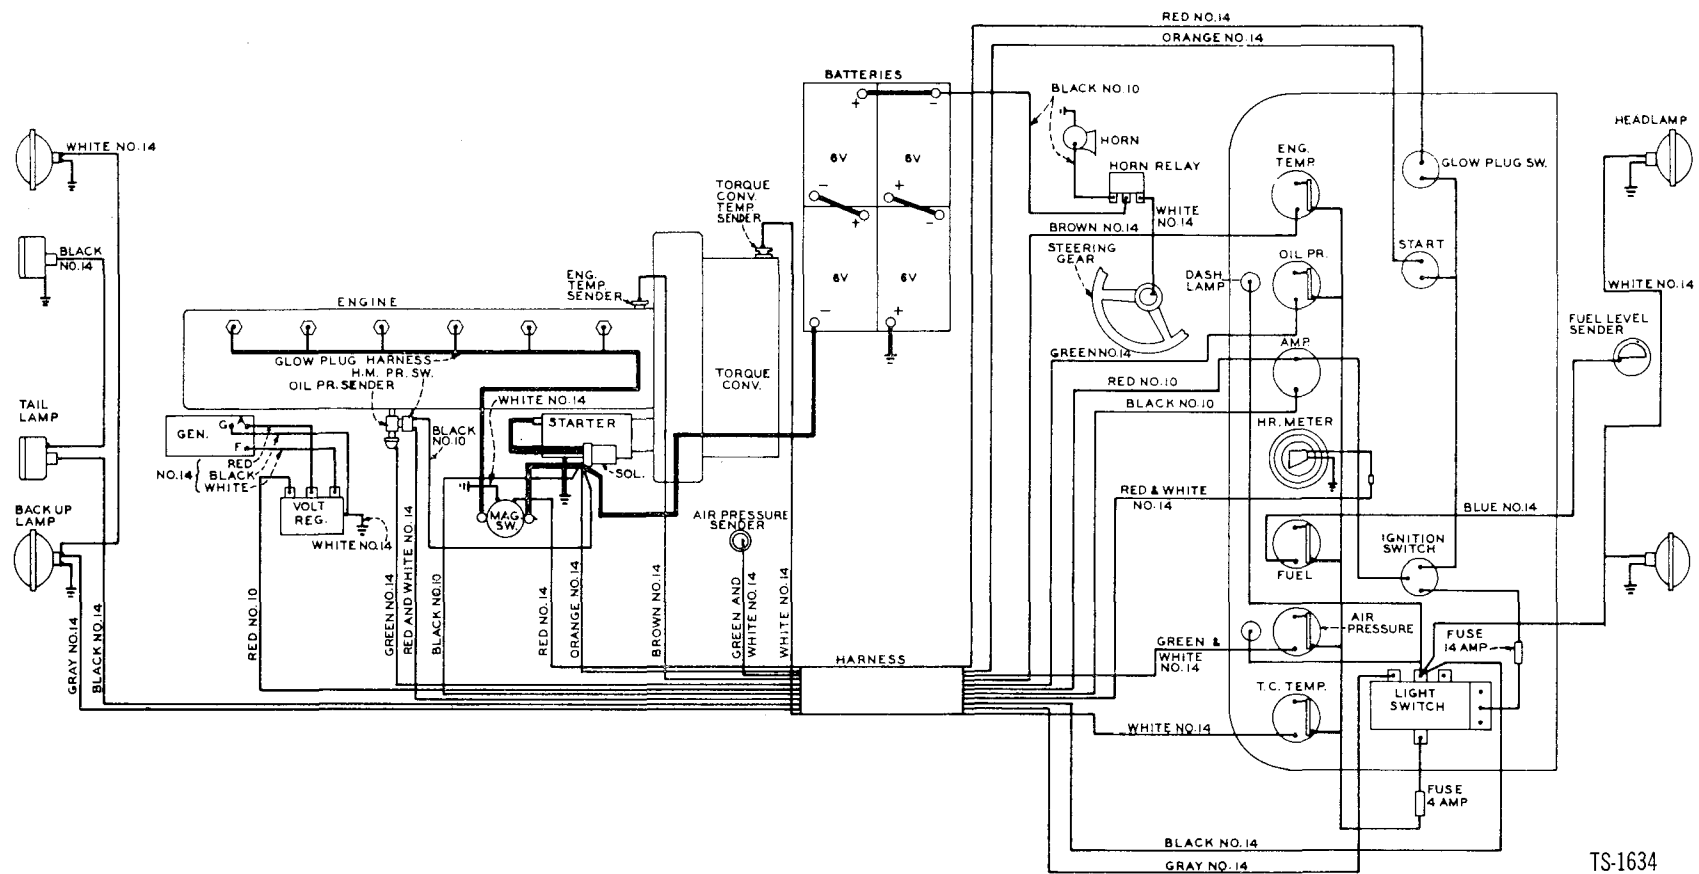 RED NO.14
ORANGE NO.14
BATTERIES
BLACK NO.10
HORN
HORN RELAY
WHITE
NO.14
BROWN NO.14
STEERING
GEAR
6V
6V
6V
6V
+
-
-
+
+
-
-
+
WHITE NO.14
BLACK
NO.14
TAIL
LAMP
BACK UP
LAMP
GRAY NO.14
BLACK NO.14
ENGINE
ENG.
TEMP.
SENDER
TORQUE
CONV.
TEMP.
SENDER
GLOW PLUG HARNESS
H.M. PR. SW.
OIL PR. SENDER
TORQUE
CONV.
WHITE NO.14
STARTER
SOL.
BLACK
NO.10
GEN.
G
A
F
RED
NO.14
BLACK
WHITE
VOLT
REG.
WHITE NO.14
MAG.
SW.
AIR PRESSURE
SENDER
RED NO.10
GREEN NO.14
RED AND WHITE NO.14
BLACK NO.10
RED NO.14
ORANGE NO.14
BROWN NO.14
GREEN AND
WHITE NO.14
WHITE NO.14
HARNESS
ENG.
TEMP.
GLOW PLUG SW.
OIL PR.
START
DASH
LAMP
GREEN NO.14
AMP.
RED NO.10
BLACK NO.10
HR. METER
RED & WHITE
NO.14
BLUE NO.14
IGNITION
SWITCH
FUEL
AIR
PRESSURE
GREEN &
WHITE
NO.14
FUSE
14 AMP
T.C. TEMP.
LIGHT
SWITCH
WHITE NO.14
FUSE
4 AMP
BLACK NO.14
GRAY NO.14
HEADLAMP
WHITE NO.14
FUEL LEVEL
SENDER
TS-1634